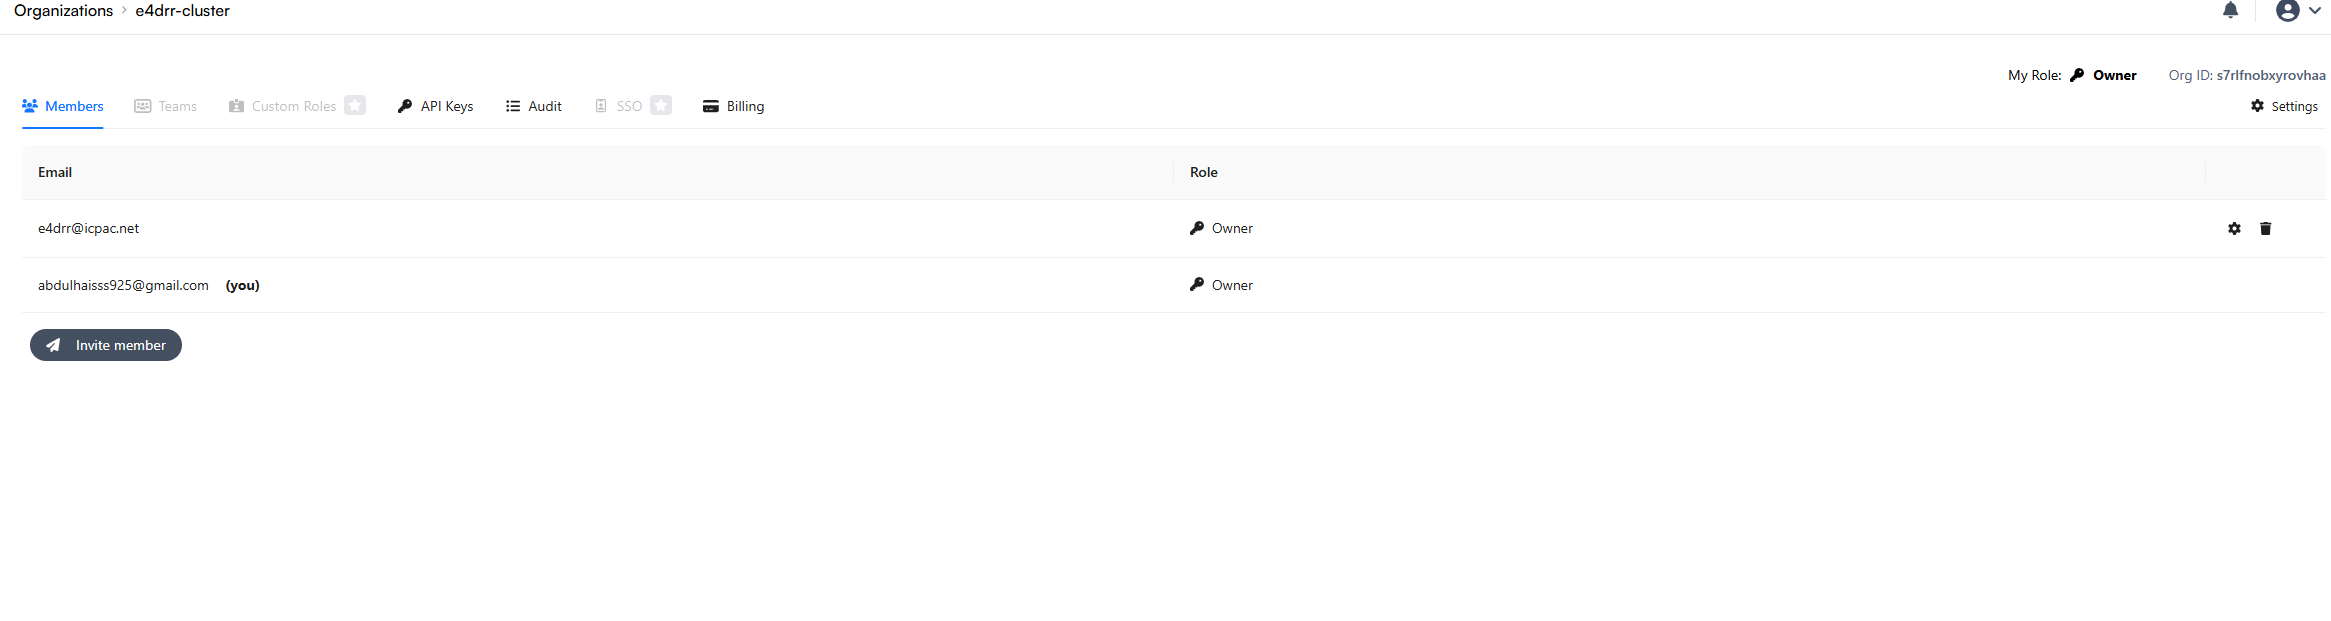 Organizations > e4drr-cluster
My Role: Owner Org ID: s7rlfnobxyrovhaa
Members Teams Custom Roles API Keys Audit SSO Billing Settings
Email Role
e4drr@icpac.net Owner
abdulhaisss925@gmail.com (you) Owner
Invite member